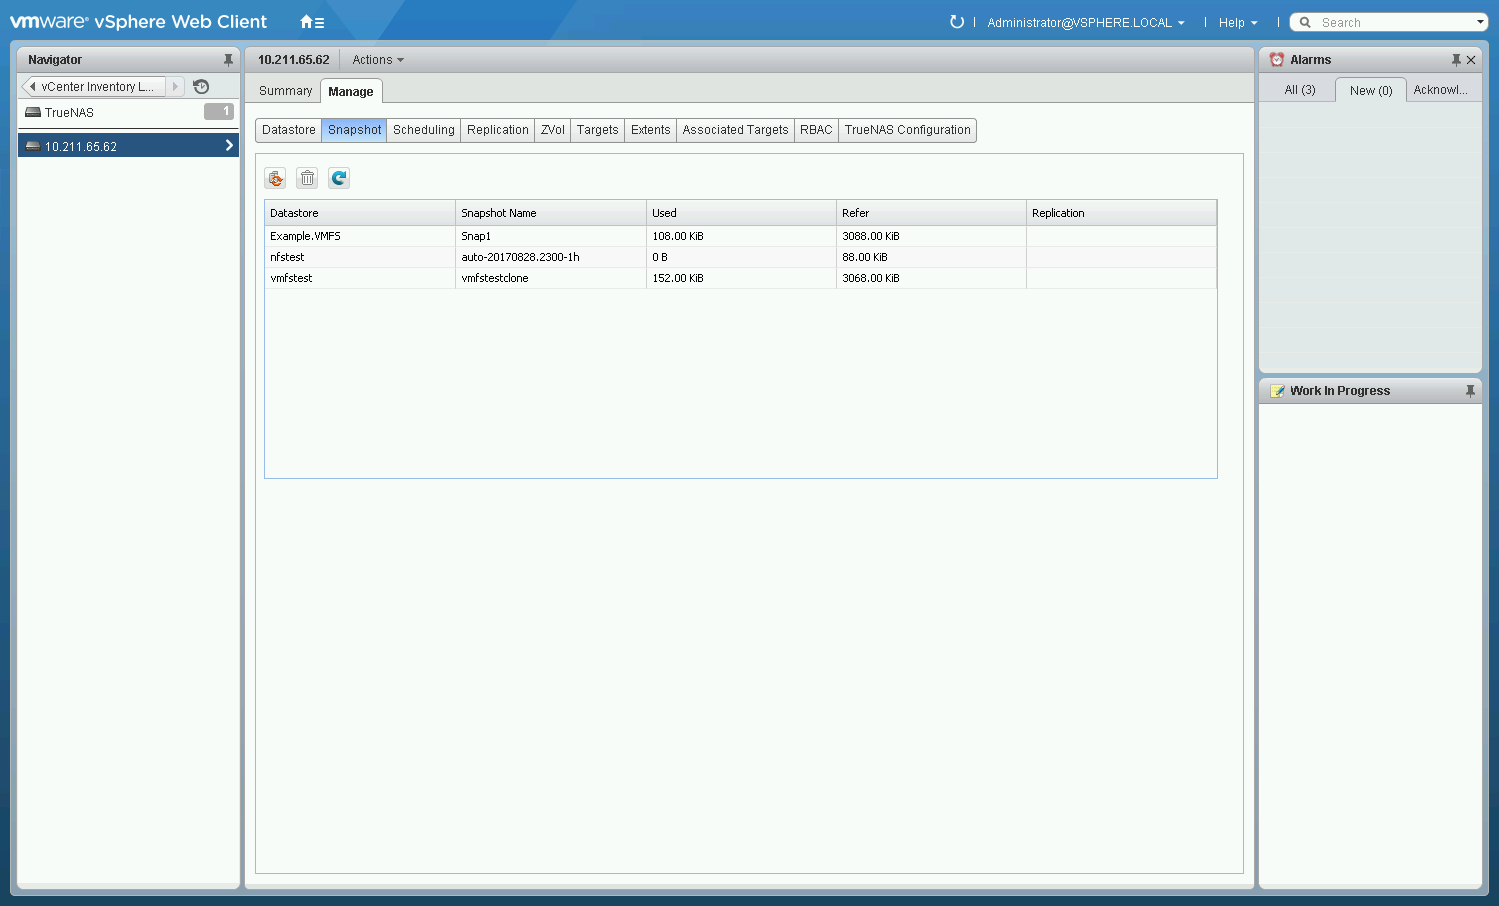 vmware® vSphere Web Client
Administrator@VSPHERE.LOCAL
Help
Search
Navigator
vCenter Inventory L...
TrueNAS
1
10.211.65.62
10.211.65.62
Actions
Summary
Manage
Datastore
Snapshot
Scheduling
Replication
ZVol
Targets
Extents
Associated Targets
RBAC
TrueNAS Configuration
Datastore Snapshot Name Used Refer Replication
Example.VMFS Snap1 108.00 KiB 3088.00 KiB
nfstest auto-20170828.2300-1h 0 B 88.00 KiB
vmfstest vmfstestclone 152.00 KiB 3068.00 KiB
Alarms
All (3)
New (0)
Acknowl...
Work In Progress